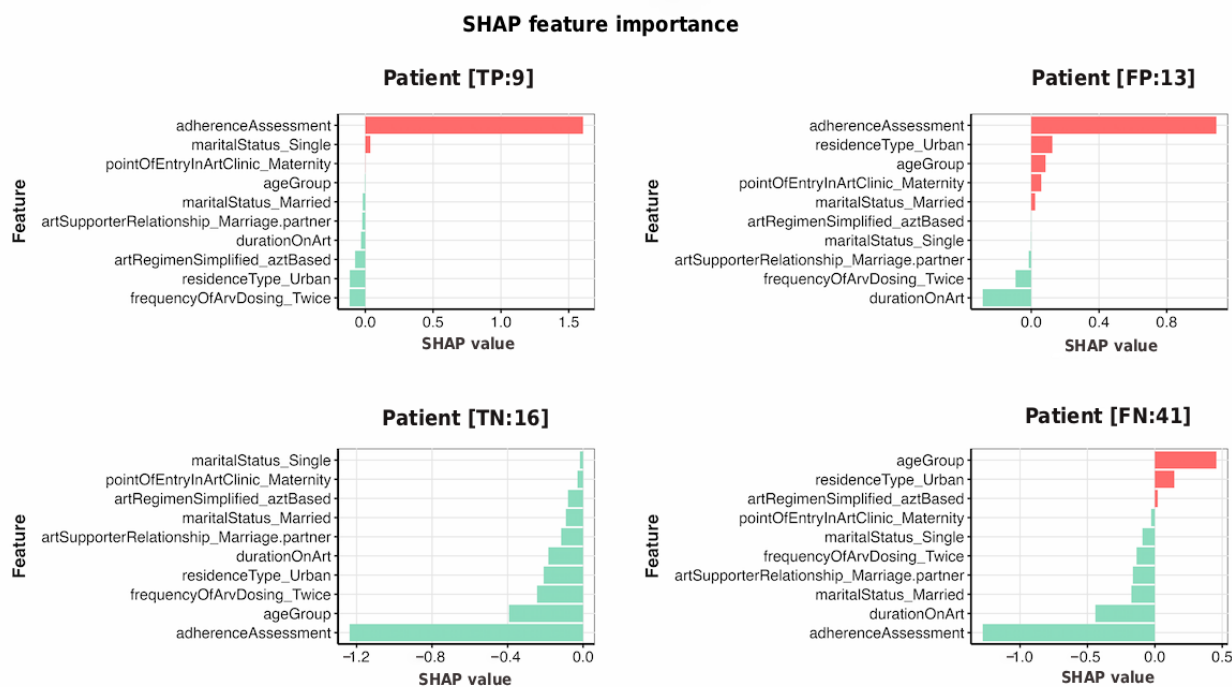 SHAP feature importance
Patient [TP:9]
Feature
adherenceAssessment
maritalStatus_Single
pointOfEntryInArtClinic_Maternity
ageGroup
maritalStatus_Married
artSupporterRelationship_Marriage.partner
durationOnArt
artRegimenSimplified_aztBased
residenceType_Urban
frequencyOfArvDosing_Twice
0.0 0.5 1.0 1.5
SHAP value
Patient [FP:13]
Feature
adherenceAssessment
residenceType_Urban
ageGroup
pointOfEntryInArtClinic_Maternity
maritalStatus_Married
artRegimenSimplified_aztBased
maritalStatus_Single
artSupporterRelationship_Marriage.partner
frequencyOfArvDosing_Twice
durationOnArt
0.0 0.4 0.8
SHAP value
Patient [TN:16]
Feature
maritalStatus_Single
pointOfEntryInArtClinic_Maternity
artRegimenSimplified_aztBased
maritalStatus_Married
artSupporterRelationship_Marriage.partner
durationOnArt
residenceType_Urban
frequencyOfArvDosing_Twice
ageGroup
adherenceAssessment
−1.2 −0.8 −0.4 0.0
SHAP value
Patient [FN:41]
Feature
ageGroup
residenceType_Urban
artRegimenSimplified_aztBased
pointOfEntryInArtClinic_Maternity
maritalStatus_Single
frequencyOfArvDosing_Twice
artSupporterRelationship_Marriage.partner
maritalStatus_Married
durationOnArt
adherenceAssessment
−1.0 −0.5 0.0 0.5
SHAP value